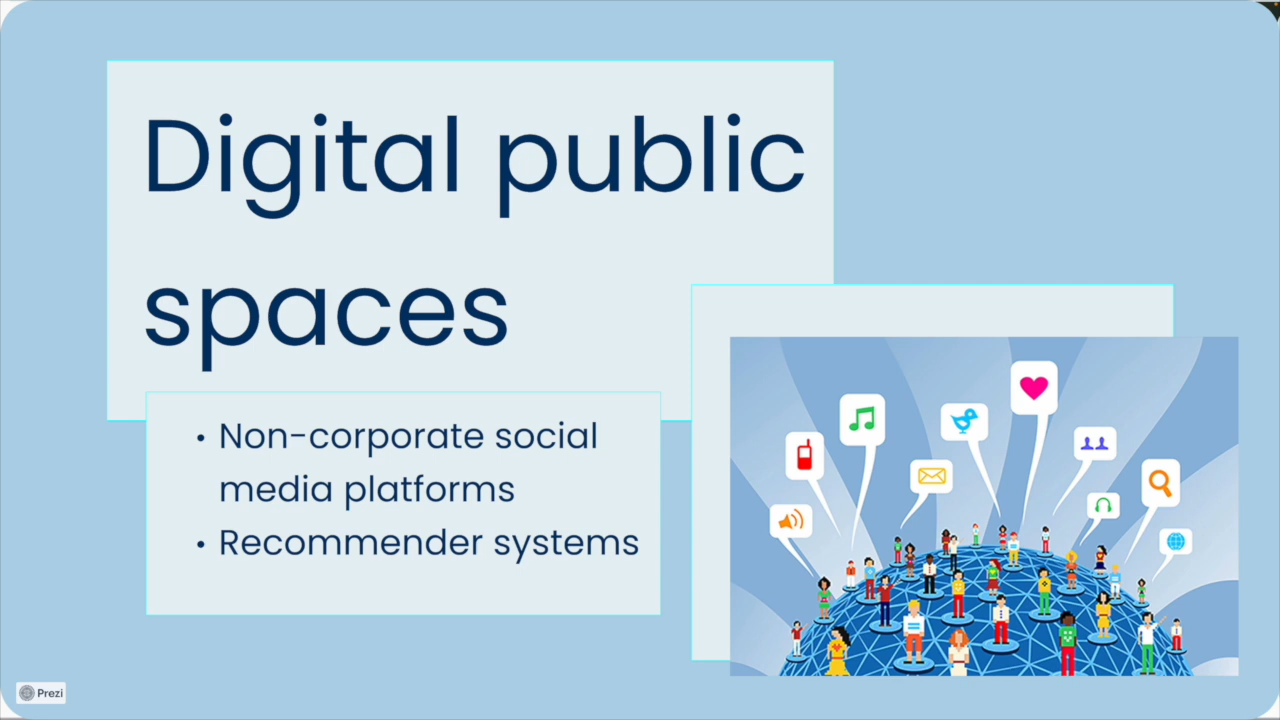 Digital public
spaces
• Non-corporate social
media platforms
• Recommender systems
Prezi